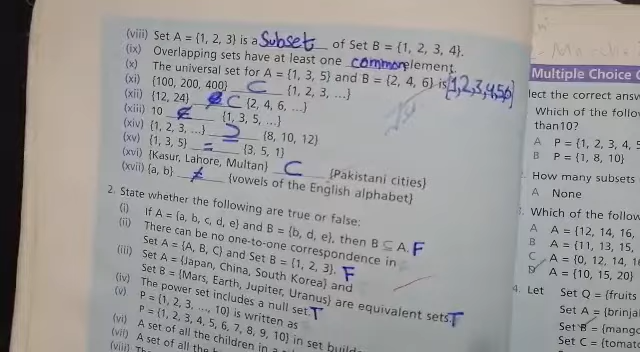 (viii) Set A = {1, 2, 3} is a Subset of Set B = {1, 2, 3, 4}.
(ix) Overlapping sets have at least one common element.
(x) The universal set for A = {1, 3, 5} and B = {2, 4, 6} is {1,2,3,4,5,6}
(xi) {100, 200, 400} ⊂ {1, 2, 3, ...}
(xii) {12, 24} ⊂ {2, 4, 6, ...}
(xiii) 10 ∉ {1, 3, 5, ...}
(xiv) {1, 2, 3, ...} ⊃ {8, 10, 12}
(xv) {1, 3, 5} = {3, 5, 1}
(xvi) {Kasur, Lahore, Multan} ⊂ {Pakistani cities}
(xvii) {a, b} ≠ {vowels of the English alphabet}
2. State whether the following are true or false:
(i) If A = {a, b, c, d, e} and B = {b, d, e}, then B ⊆ A. F
(ii) There can be no one-to-one correspondence in
Set A = {A, B, C} and Set B = {1, 2, 3}. F
(iii) Set A = {Japan, China, South Korea} and
Set B = {Mars, Earth, Jupiter, Uranus} are equivalent sets. T
(iv) The power set includes a null set. T
(v) P = {1, 2, 3, ..., 10} is written as
P = {1, 2, 3, 4, 5, 6, 7, 8, 9, 10} in set
(vi) A set of all the children in a
(vii) A set of all the
(viii)
Multiple Choice
lect the correct answ
Which of the follo
than 10?
A P = {1, 2, 3, 4, 5
B P = {1, 8, 10}
How many subsets
A None
3. Which of the follow
A A = {12, 14, 16,
B A = {11, 13, 15,
C A = {0, 12, 14, 1
D A = {10, 15, 20}
4. Let Set Q = {fruits
Set A = {brinja
Set B = {mang
Set C = {tomat